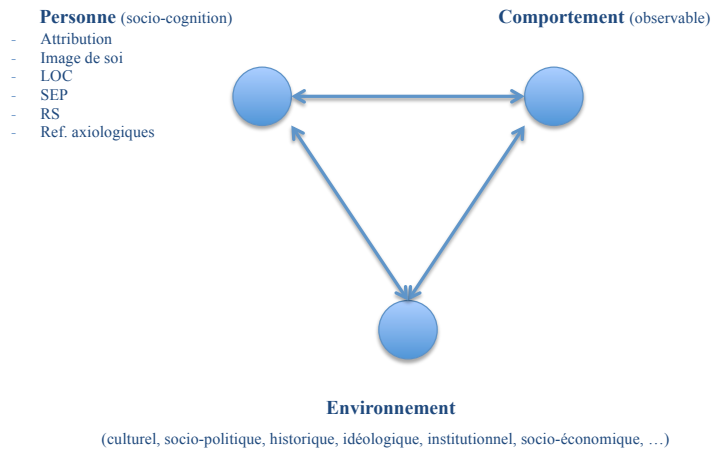 Personne (socio-cognition)
- Attribution
- Image de soi
- LOC
- SEP
- RS
- Ref. axiologiques
Comportement (observable)
Environnement
(culturel, socio-politique, historique, idéologique, institutionnel, socio-économique, …)